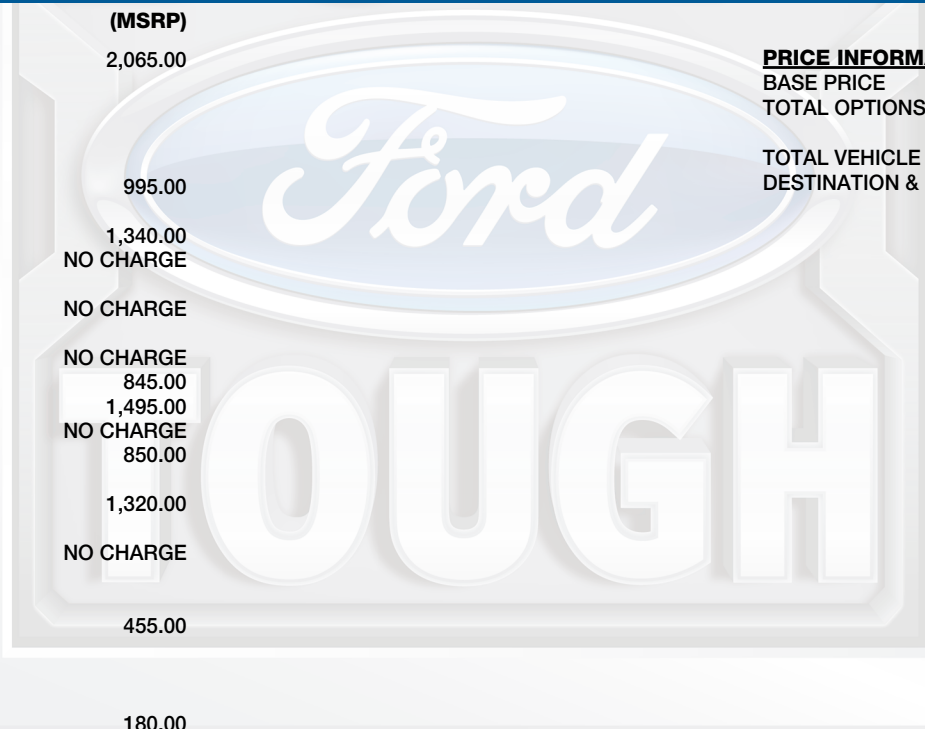 (MSRP)
2,065.00
995.00
1,340.00
NO CHARGE
NO CHARGE
NO CHARGE
845.00
1,495.00
NO CHARGE
850.00
1,320.00
NO CHARGE
455.00
180.00
PRICE INFORM
BASE PRICE
TOTAL OPTIONS
TOTAL VEHICLE
DESTINATION &
Ford
TOUGH